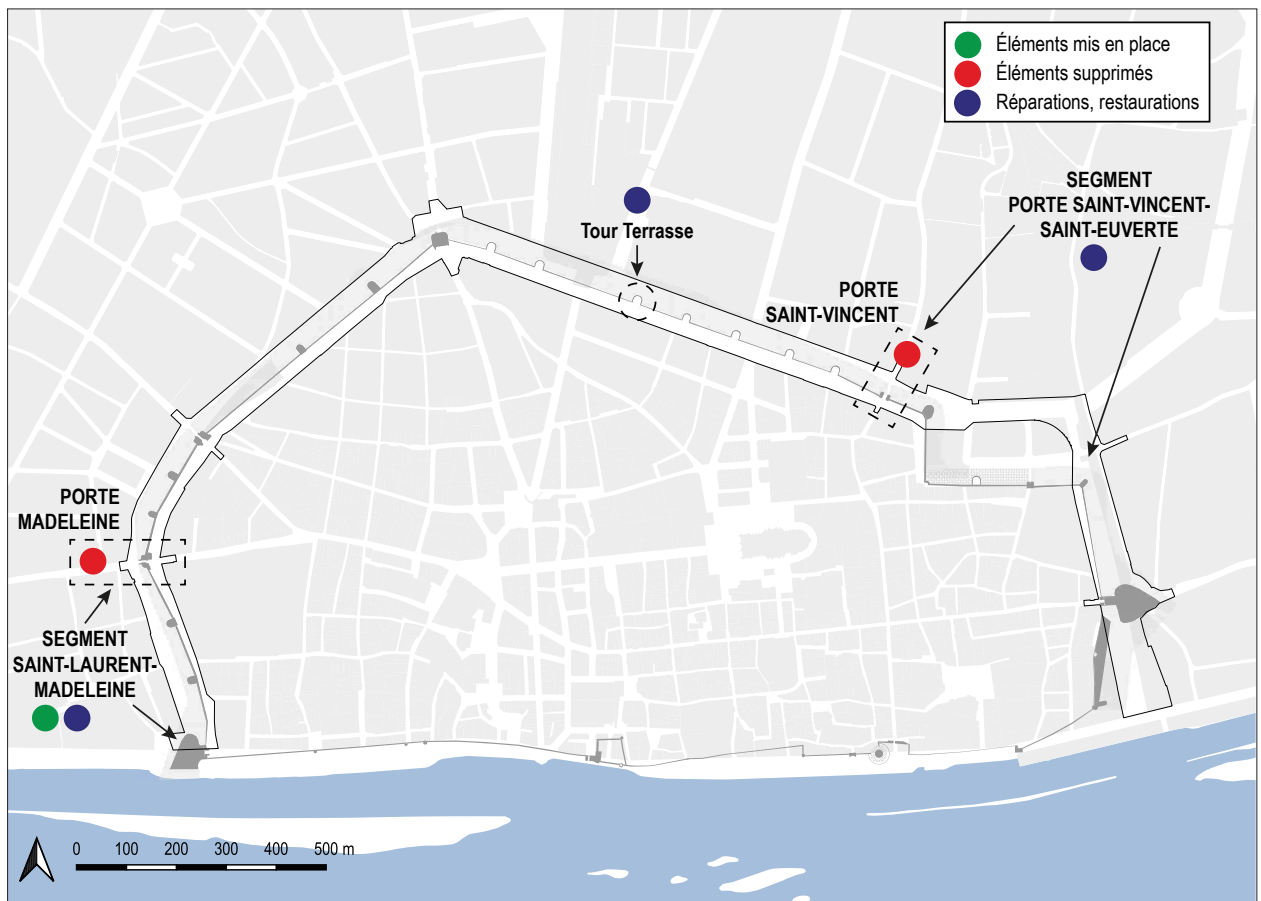 Éléments mis en place
Éléments supprimés
Réparations, restaurations
SEGMENT
PORTE SAINT-VINCENT-
SAINT-EUVERTE
Tour Terrasse
PORTE
SAINT-VINCENT
PORTE
MADELEINE
SEGMENT
SAINT-LAURENT-
MADELEINE
0 100 200 300 400 500 m